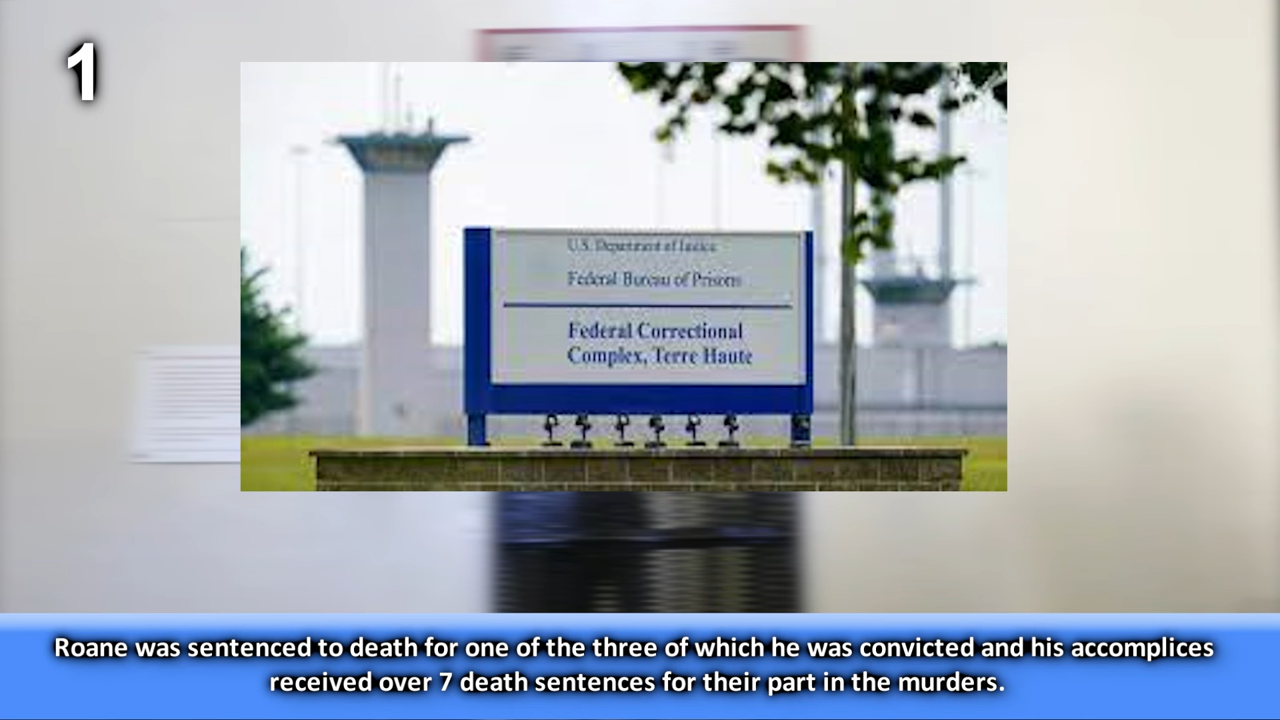 1
U.S. Department of Justice
Federal Bureau of Prisons
Federal Correctional
Complex, Terre Haute
Roane was sentenced to death for one of the three of which he was convicted and his accomplices
received over 7 death sentences for their part in the murders.